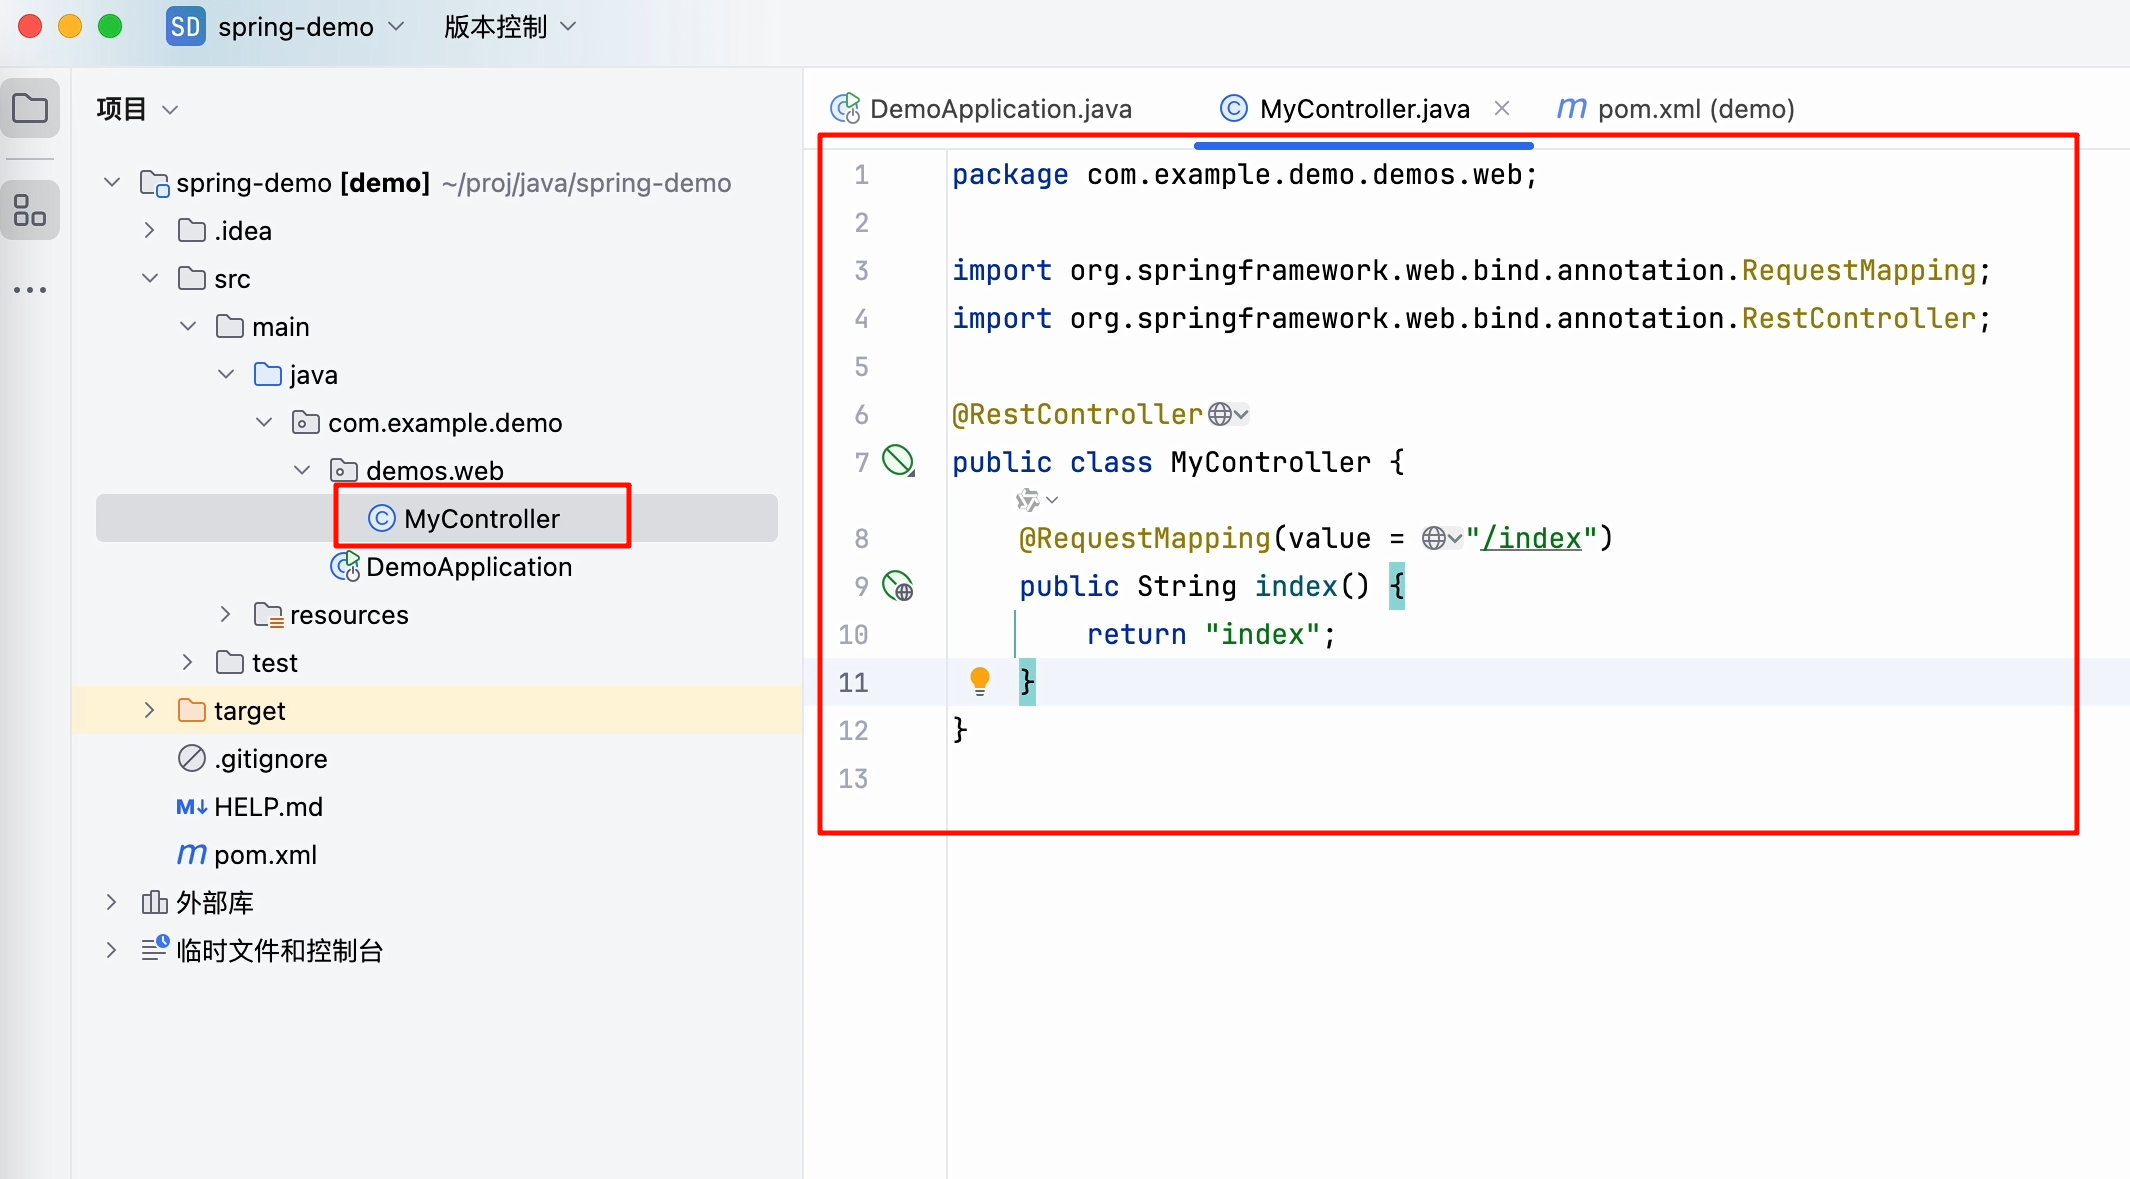 SD spring-demo 版本控制
项目
spring-demo [demo] ~/proj/java/spring-demo
.idea
src
main
java
com.example.demo
demos.web
MyController
DemoApplication
resources
test
target
.gitignore
M↓ HELP.md
m pom.xml
外部库
临时文件和控制台
DemoApplication.java MyController.java m pom.xml (demo)
1 package com.example.demo.demos.web;
2
3 import org.springframework.web.bind.annotation.RequestMapping;
4 import org.springframework.web.bind.annotation.RestController;
5
6 @RestController
7 public class MyController {
8 @RequestMapping(value = "/index")
9 public String index() {
10 return "index";
11 }
12 }
13